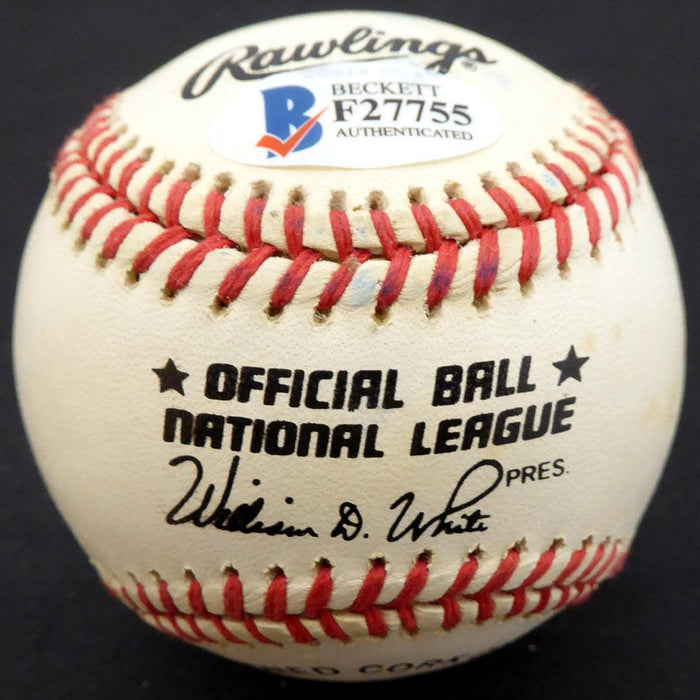 Rawlings
BECKETT
F27755
AUTHENTICATED
★ OFFICIAL BALL ★
NATIONAL LEAGUE
William D. White PRES.